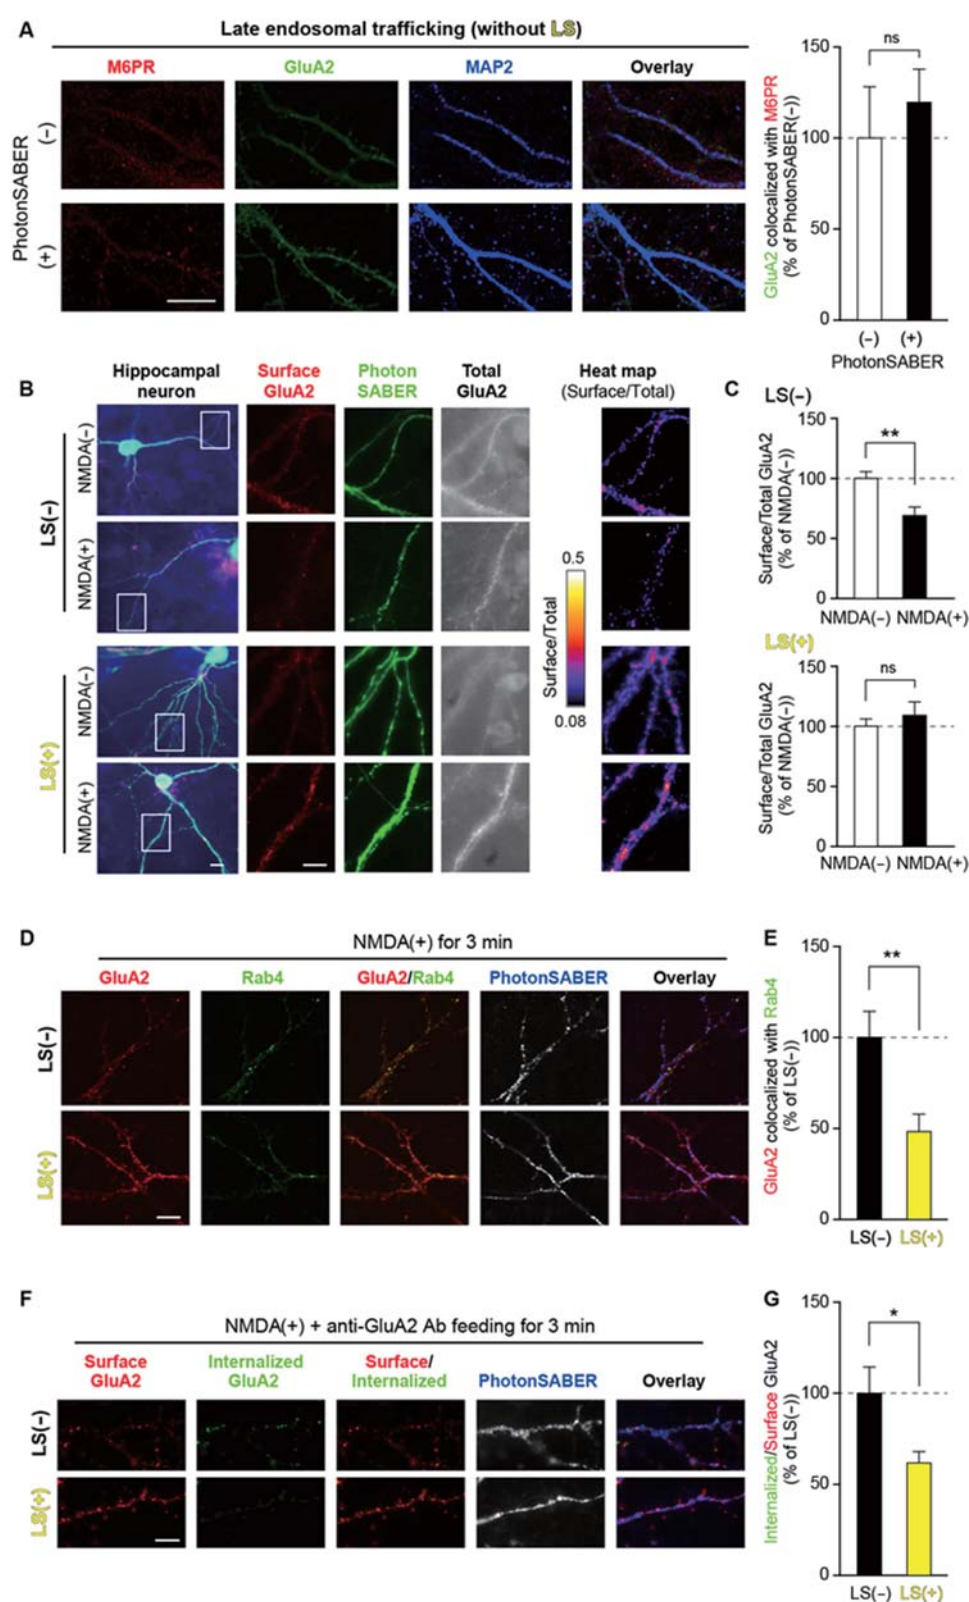 A
Late endosomal trafficking (without LS)
M6PR
GluA2
MAP2
Overlay
PhotonSABER
(−)
(+)
GluA2 colocalized with M6PR
(% of PhotonSABER(−))
150
100
50
0
ns
(−)
(+)
PhotonSABER
B
Hippocampal
neuron
Surface
GluA2
Photon
SABER
Total
GluA2
Heat map
(Surface/Total)
LS(−)
NMDA(−)
NMDA(+)
LS(+)
NMDA(−)
NMDA(+)
0.5
Surface/Total
0.08
C
LS(−)
Surface/Total GluA2
(% of NMDA(−))
150
100
50
0
**
NMDA(−)
NMDA(+)
LS(+)
Surface/Total GluA2
(% of NMDA(−))
150
100
50
0
ns
NMDA(−)
NMDA(+)
D
NMDA(+) for 3 min
GluA2
Rab4
GluA2/Rab4
PhotonSABER
Overlay
LS(−)
LS(+)
E
GluA2 colocalized with Rab4
(% of LS(−))
150
100
50
0
**
LS(−)
LS(+)
F
NMDA(+) + anti-GluA2 Ab feeding for 3 min
Surface
GluA2
Internalized
GluA2
Surface/
Internalized
PhotonSABER
Overlay
LS(−)
LS(+)
G
Internalized/Surface GluA2
(% of LS(−))
150
100
50
0
*
LS(−)
LS(+)